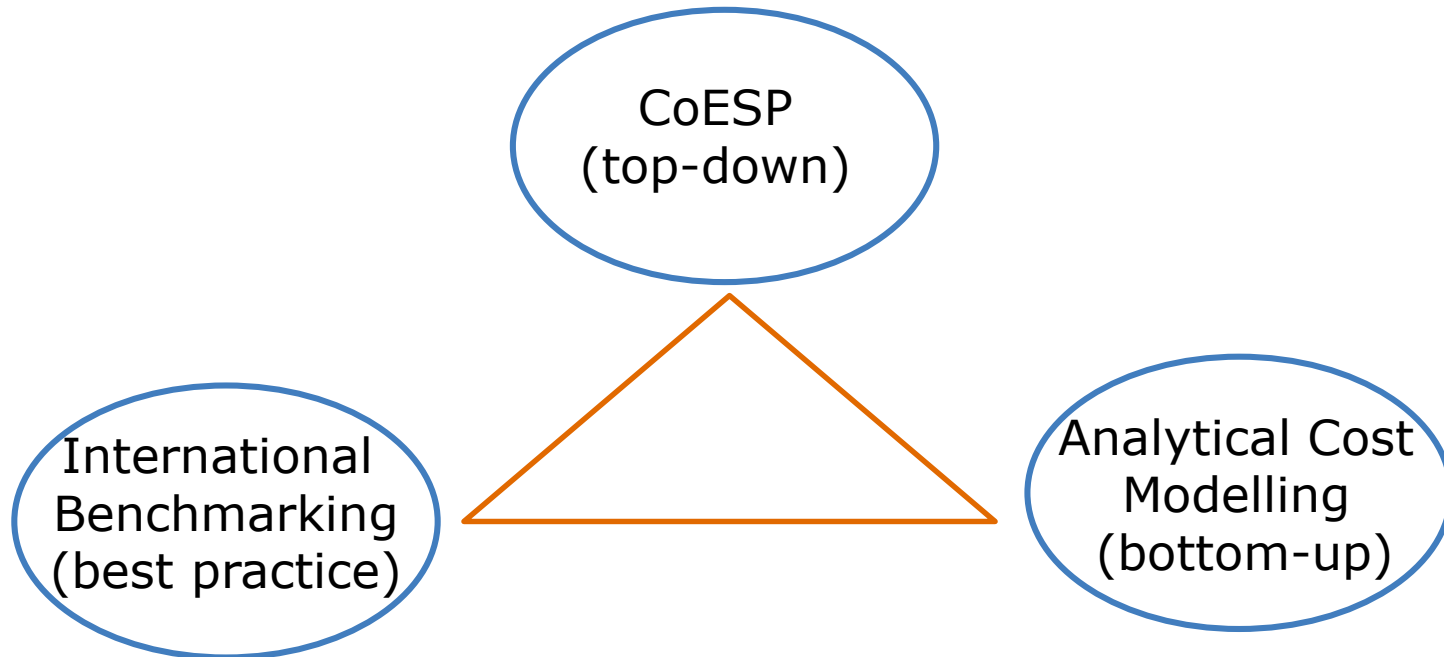 CoESP
(top-down)
International
Benchmarking
(best practice)
Analytical Cost
Modelling
(bottom-up)